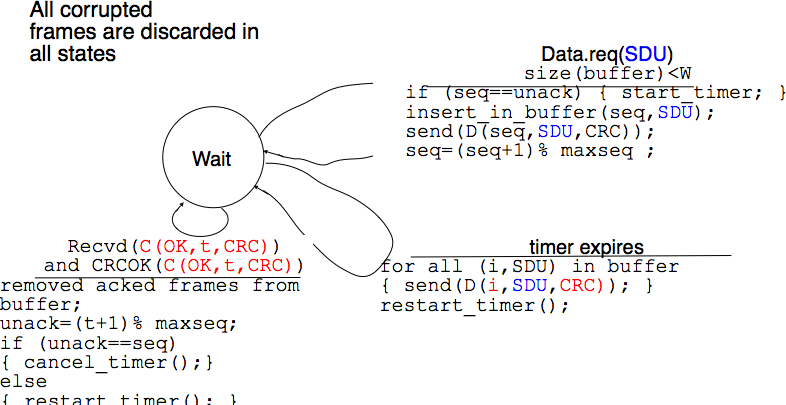 All corrupted
frames are discarded in
all states
Data.req(SDU)
size(buffer)<W
if (seq==unack) { start_timer; }
insert_in_buffer(seq,SDU);
send(D(seq,SDU,CRC));
seq=(seq+1)% maxseq ;
Wait
Recvd(C(OK,t,CRC))
and CRCOK(C(OK,t,CRC))
removed acked frames from
buffer;
unack=(t+1)% maxseq;
if (unack==seq)
{ cancel_timer();}
else
{ restart_timer(); }
timer expires
for all (i,SDU) in buffer
{ send(D(i,SDU,CRC)); }
restart_timer();